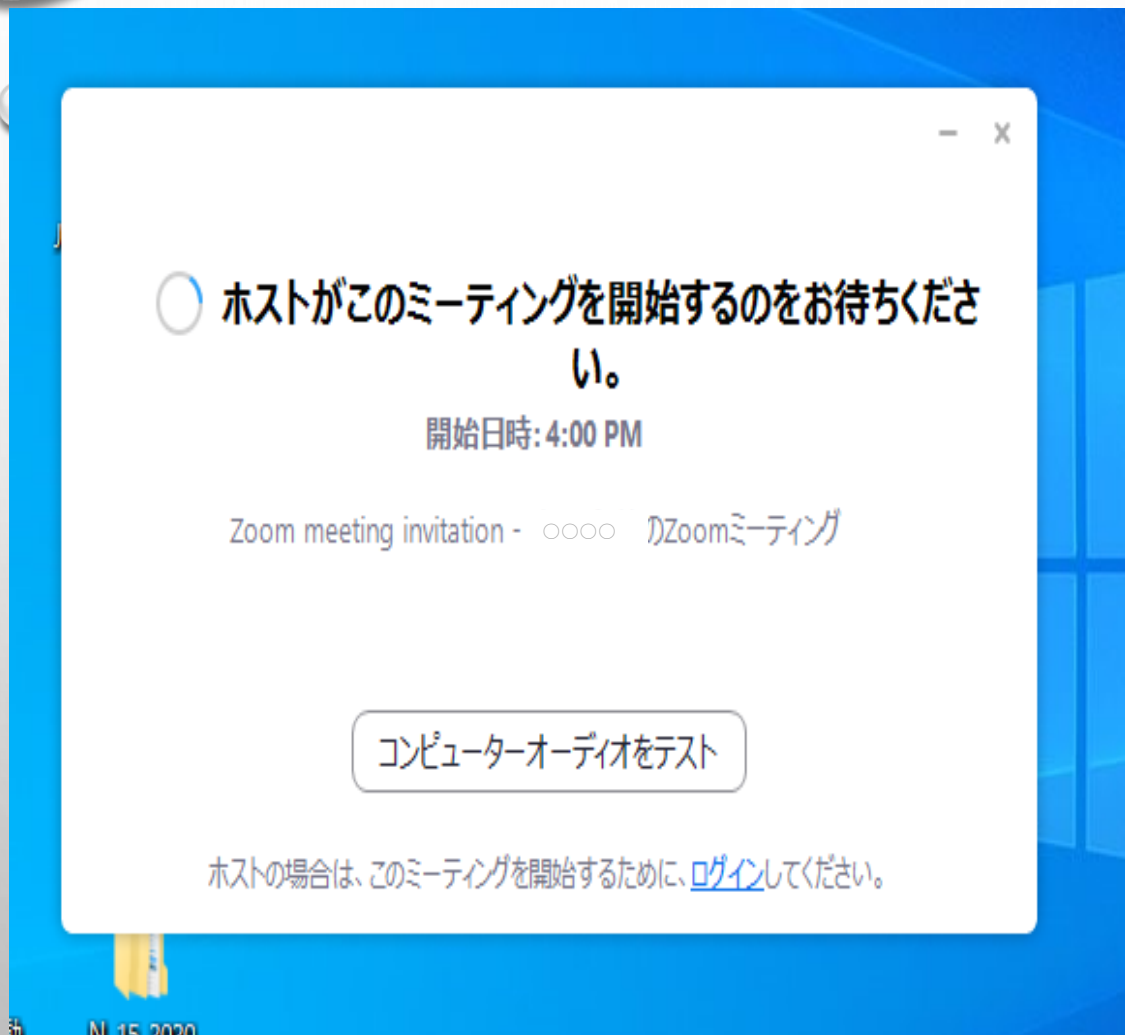 ホストがこのミーティングを開始するのをお待ちくださ
い。
開始日時: 4:00 PM
Zoom meeting invitation - ○○○○ のZoomミーティング
コンピューターオーディオをテスト
ホストの場合は、このミーティングを開始するために、ログインしてください。